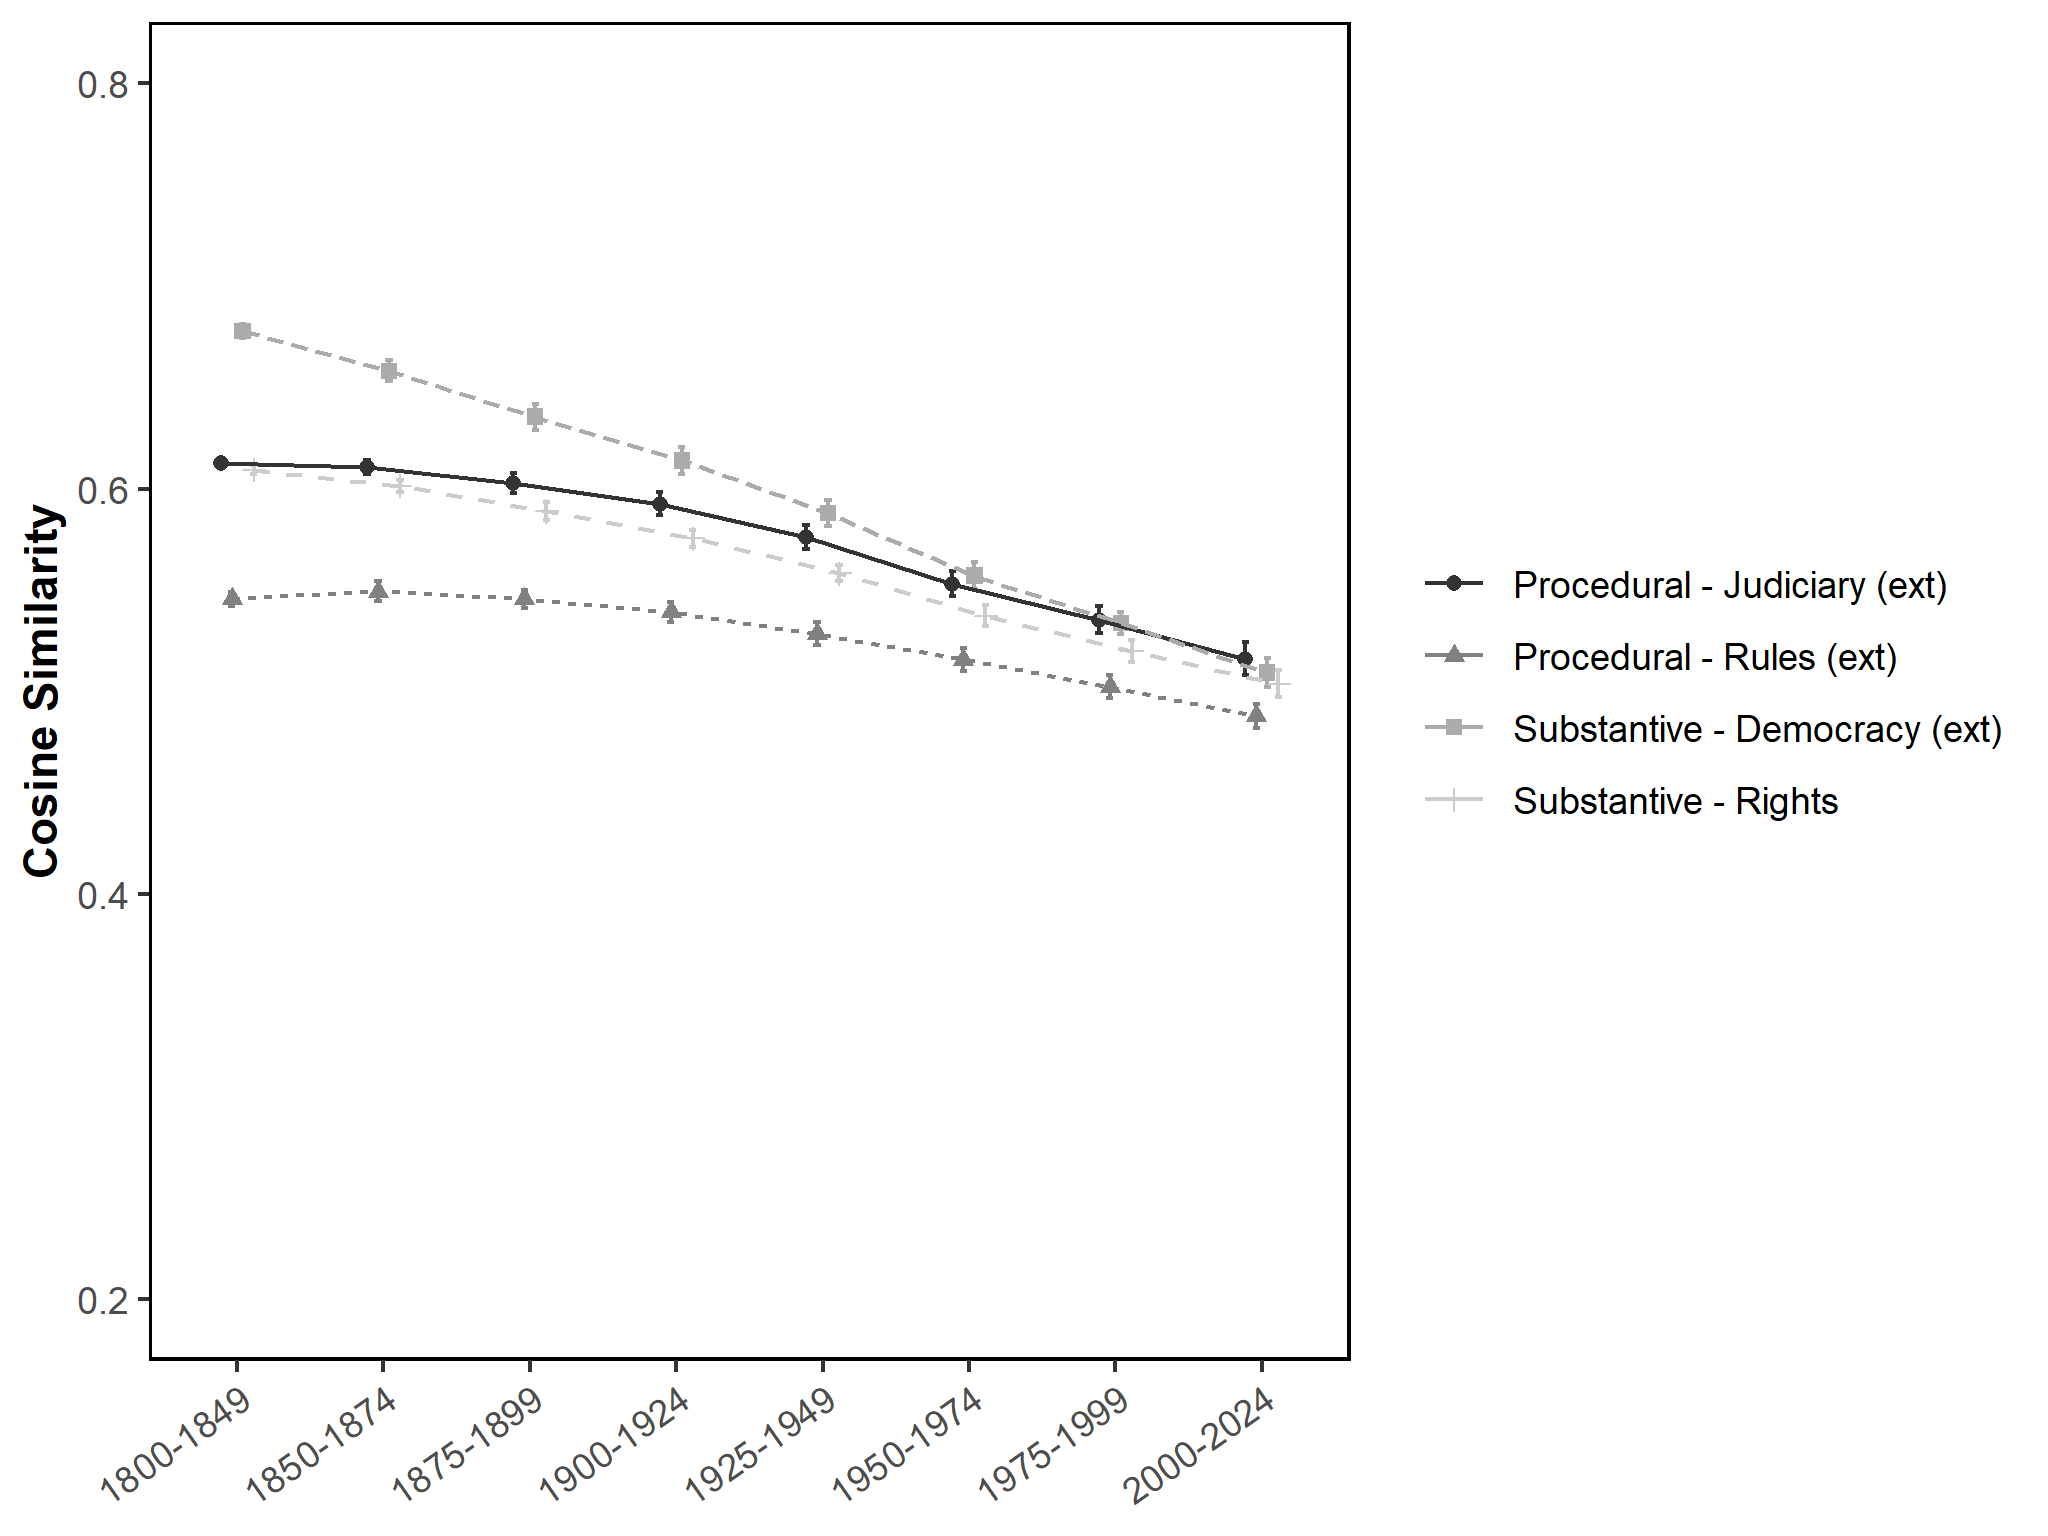 0.8
0.6
0.4
0.2
Cosine Similarity
1800-1849
1850-1874
1875-1899
1900-1924
1925-1949
1950-1974
1975-1999
2000-2024
Procedural - Judiciary (ext)
Procedural - Rules (ext)
Substantive - Democracy (ext)
Substantive - Rights